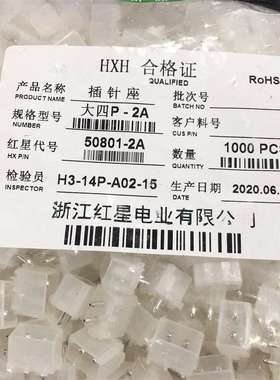 HXH 合格证
QUALIFIED
RoHS
产品名称
PRODUCT NAME
插针座
批次号
BATCH NO
规格型号
NUMBER
大四P - 2A
客户料号
CUS P/N
红星代号
HX P/N
50801-2A
数量
QUANTITY
1000 PC
检验员
INSPECTOR
H3-14P-A02-15
生产日期
DATE
2020.06.
浙江红星电业有限公司